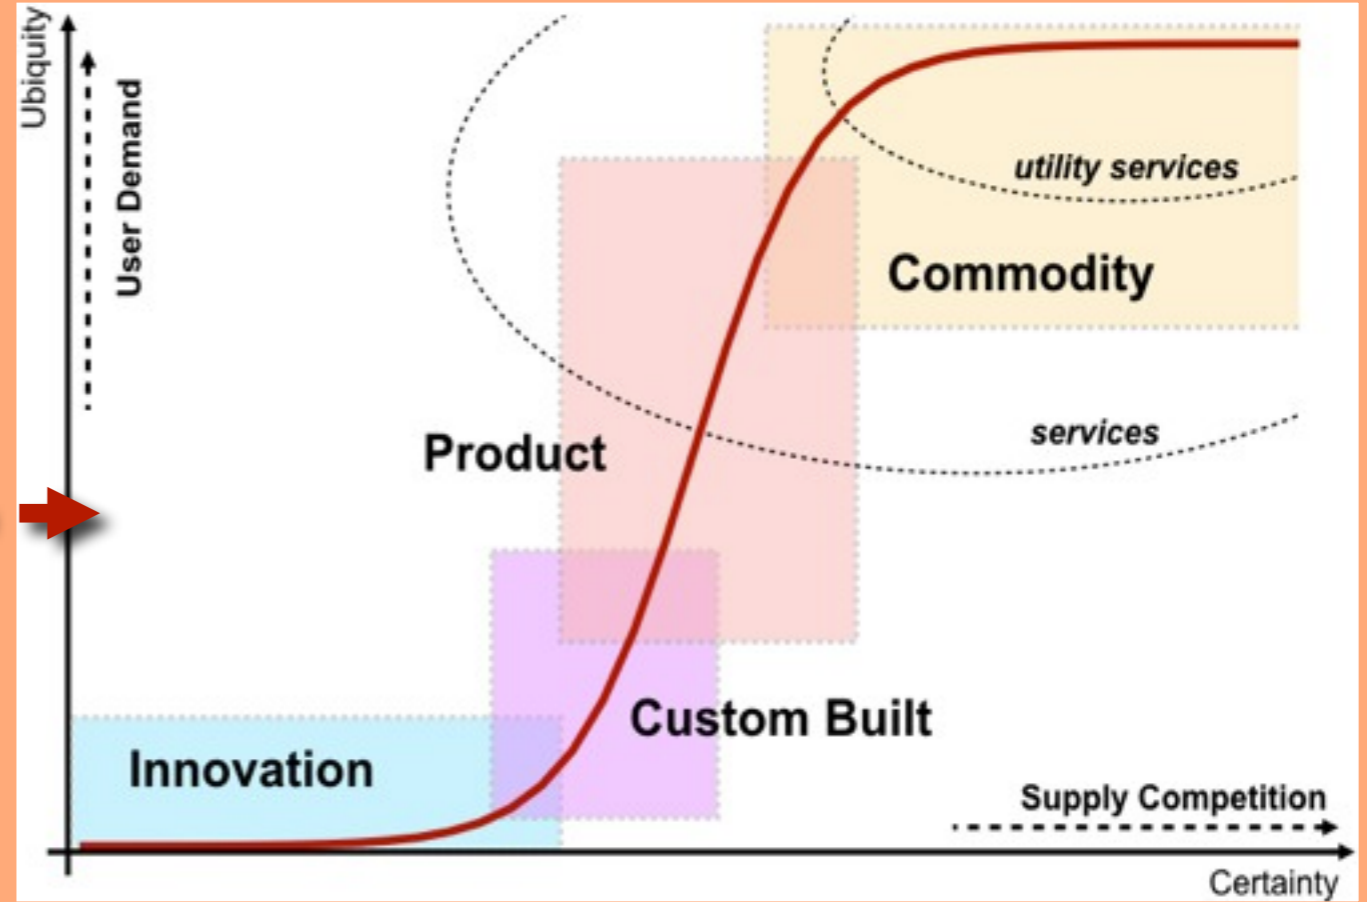 Ubiquity
User Demand
utility services
Commodity
services
Product
Custom Built
Innovation
Supply Competition
Certainty